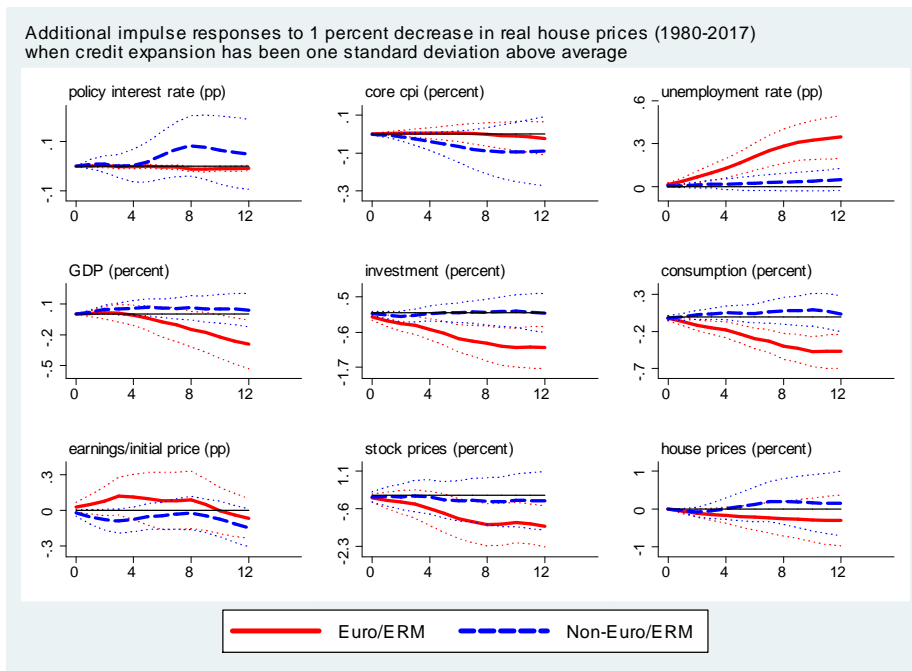 Additional impulse responses to 1 percent decrease in real house prices (1980-2017)
when credit expansion has been one standard deviation above average
policy interest rate (pp)
.1
-.1
0 4 8 12
core cpi (percent)
.1
-.1
-.3
0 4 8 12
unemployment rate (pp)
.6
.3
0
0 4 8 12
GDP (percent)
.1
-.2
-.5
0 4 8 12
investment (percent)
.5
-.6
-1.7
0 4 8 12
consumption (percent)
.3
-.2
-.7
0 4 8 12
earnings/initial price (pp)
.3
0
-.3
0 4 8 12
stock prices (percent)
1.1
-.6
-2.3
0 4 8 12
house prices (percent)
1
0
-1
0 4 8 12
Euro/ERM Non-Euro/ERM